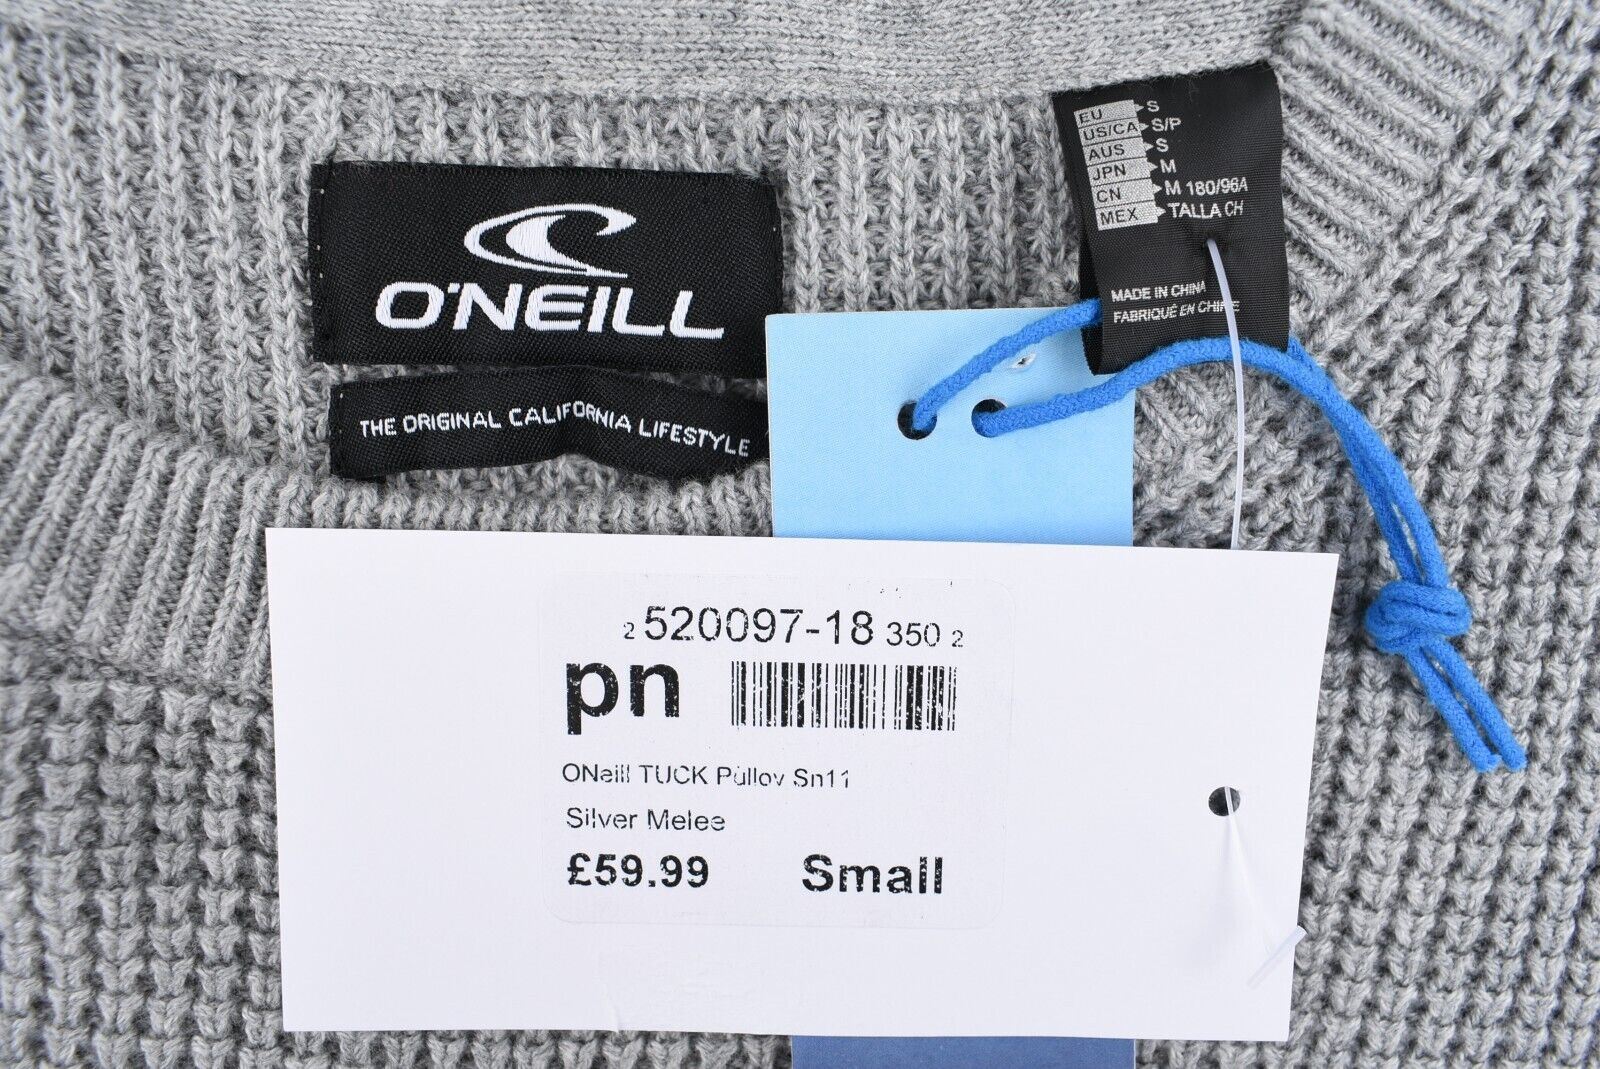 O'NEILL
THE ORIGINAL CALIFORNIA LIFESTYLE
EU S
US/CA S/P
AUS S
JPN M
CN M 180/96A
MEX TALLA CH
MADE IN CHINA
FABRIQUÉ EN CHINE
2 520097-18 350 2
pn
ONeill TUCK Pullov Sn11
Silver Melee
£59.99 Small